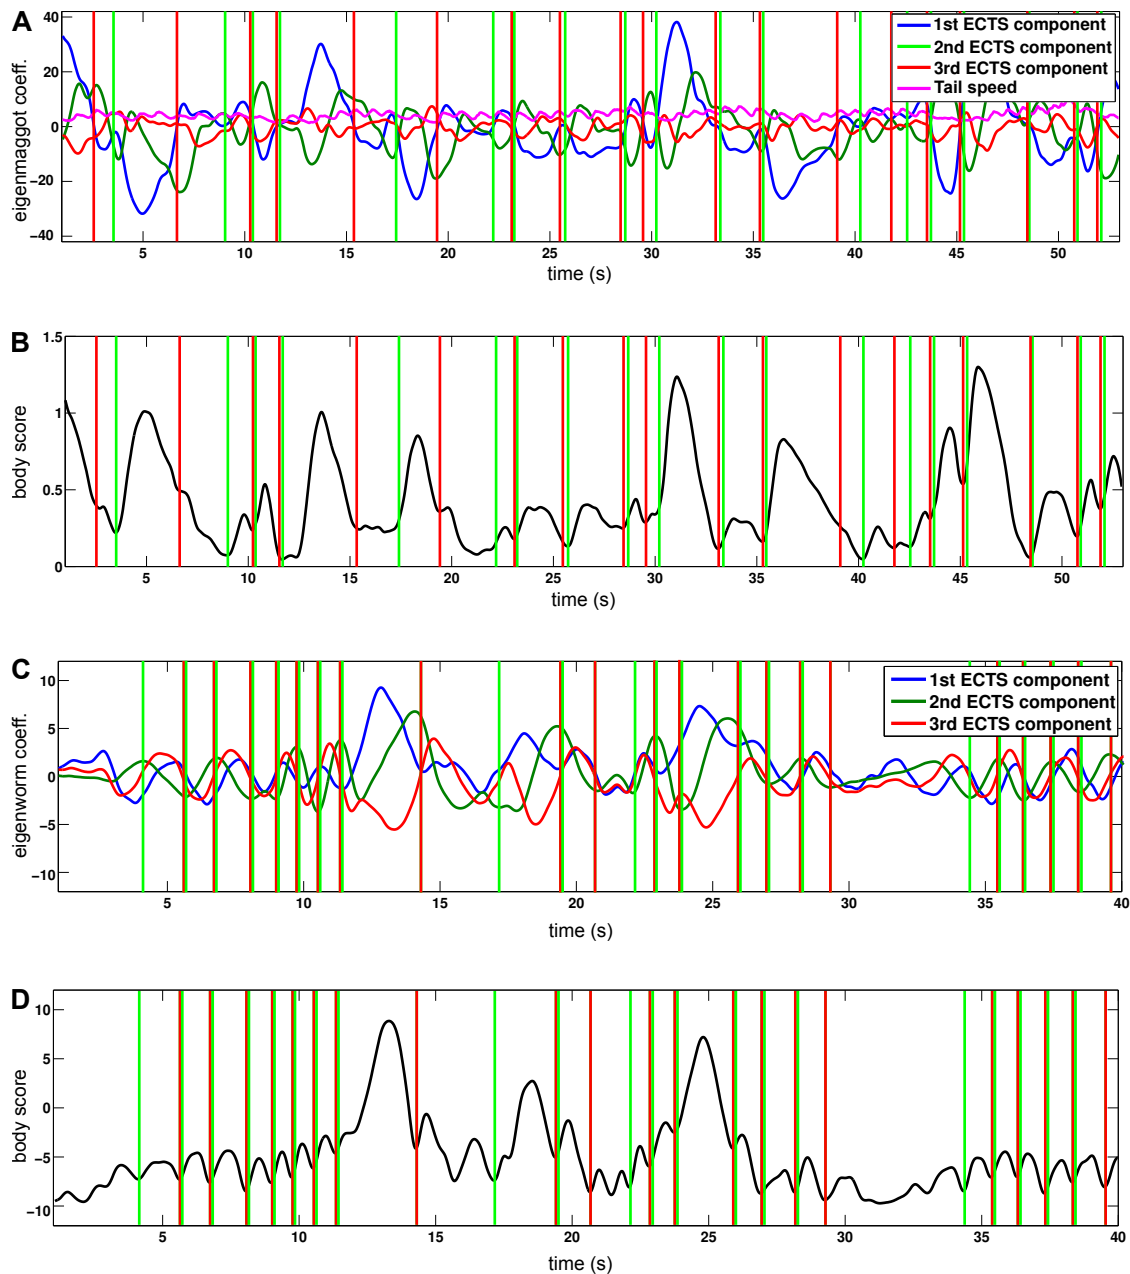 A
eigenmaggot coeff.
40
20
0
−20
−40
1st ECTS component
2nd ECTS component
3rd ECTS component
Tail speed
5 10 15 20 25 30 35 40 45 50
time (s)
B
body score
1.5
1
0.5
0
5 10 15 20 25 30 35 40 45 50
time (s)
C
eigenworm coeff.
10
5
0
−5
−10
1st ECTS component
2nd ECTS component
3rd ECTS component
5 10 15 20 25 30 35 40
time (s)
D
body score
10
5
0
−5
−10
5 10 15 20 25 30 35 40
time (s)